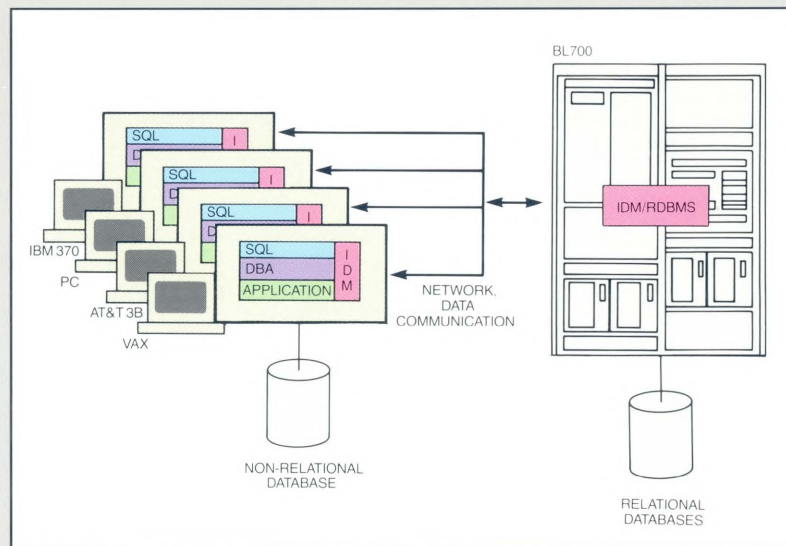 BL700
SQL
I
D
SQL
I
D
SQL
I
D
SQL
DBA
APPLICATION
I
D
M
IBM 370
PC
AT&T 3B
VAX
NETWORK,
DATA
COMMUNICATION
IDM/RDBMS
NON-RELATIONAL
DATABASE
RELATIONAL
DATABASES